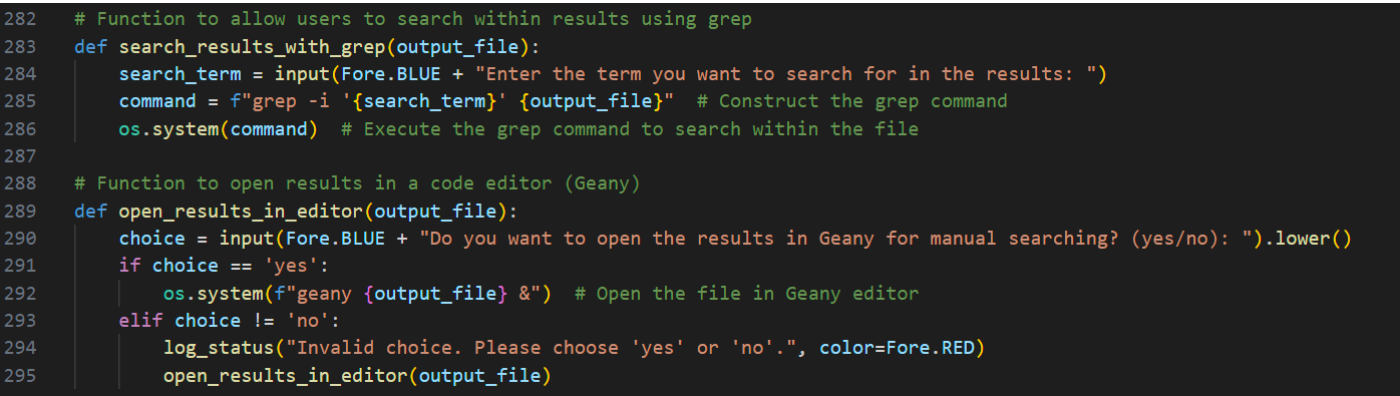 282 # Function to allow users to search within results using grep
283 def search_results_with_grep(output_file):
284     search_term = input(Fore.BLUE + "Enter the term you want to search for in the results: ")
285     command = f"grep -i '{search_term}' {output_file}"  # Construct the grep command
286     os.system(command)  # Execute the grep command to search within the file
287
288 # Function to open results in a code editor (Geany)
289 def open_results_in_editor(output_file):
290     choice = input(Fore.BLUE + "Do you want to open the results in Geany for manual searching? (yes/no): ").lower()
291     if choice == 'yes':
292         os.system(f"geany {output_file} &")  # Open the file in Geany editor
293     elif choice != 'no':
294         log_status("Invalid choice. Please choose 'yes' or 'no'.", color=Fore.RED)
295         open_results_in_editor(output_file)